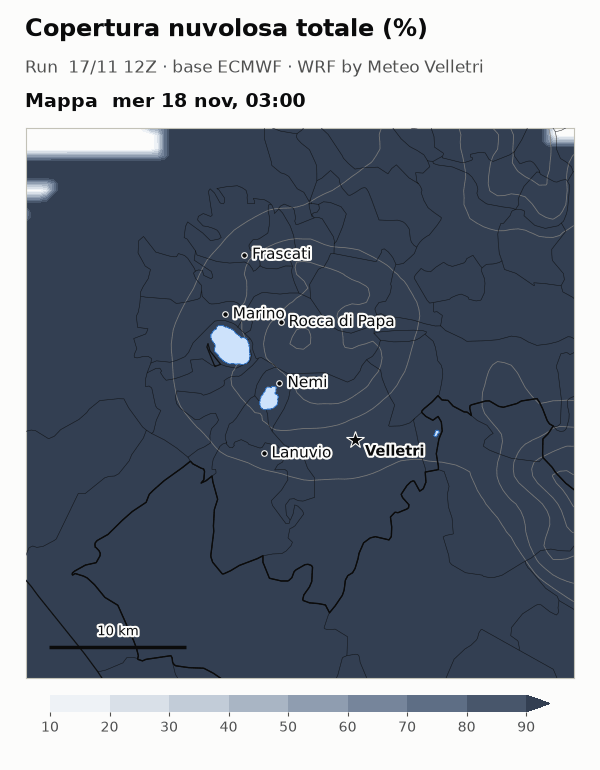 Copertura nuvolosa totale (%)
Run 17/11 12Z · base ECMWF · WRF by Meteo Velletri
Mappa mer 18 nov, 03:00
Frascati
Marino
Rocca di Papa
Nemi
Velletri
Lanuvio
10 km
10 20 30 40 50 60 70 80 90